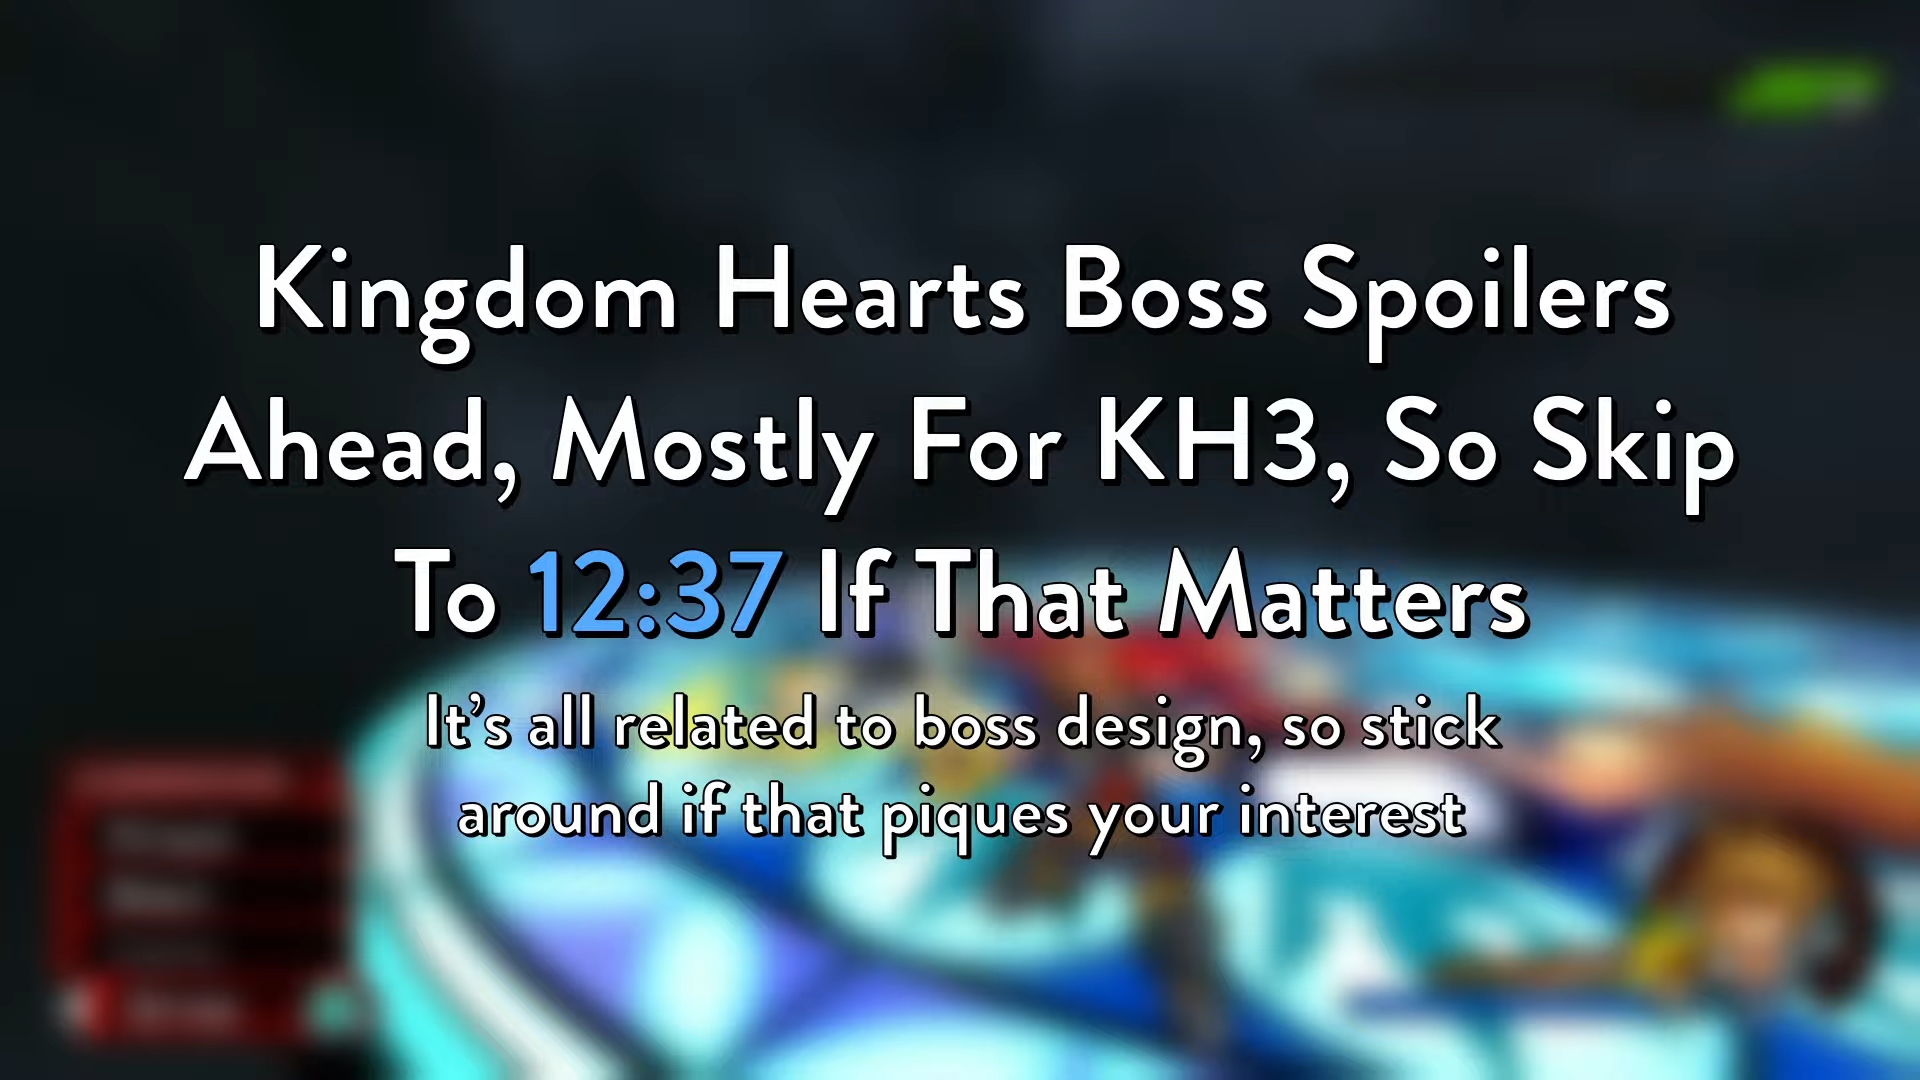 Kingdom Hearts Boss Spoilers
Ahead, Mostly For KH3, So Skip
To 12:37 If That Matters
It’s all related to boss design, so stick
around if that piques your interest